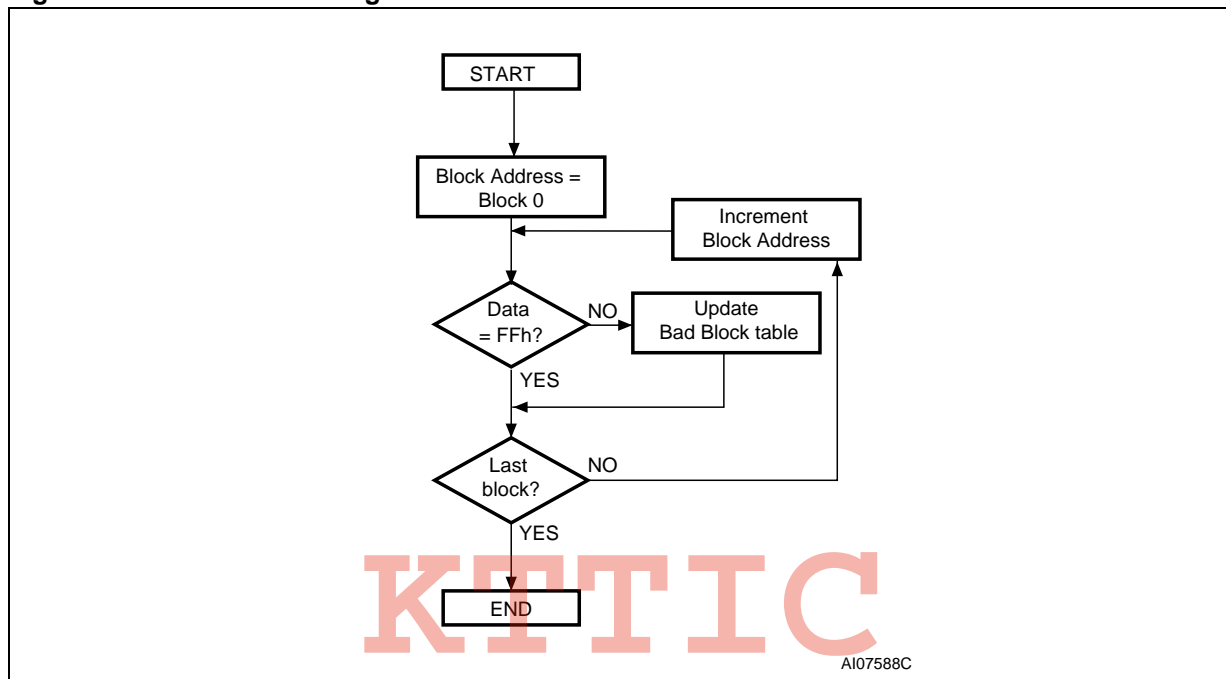 START
Block Address =
Block 0
Increment
Block Address
Data
= FFh?
NO
Update
Bad Block table
YES
Last
block?
NO
YES
END
KTTIC
AI07588C